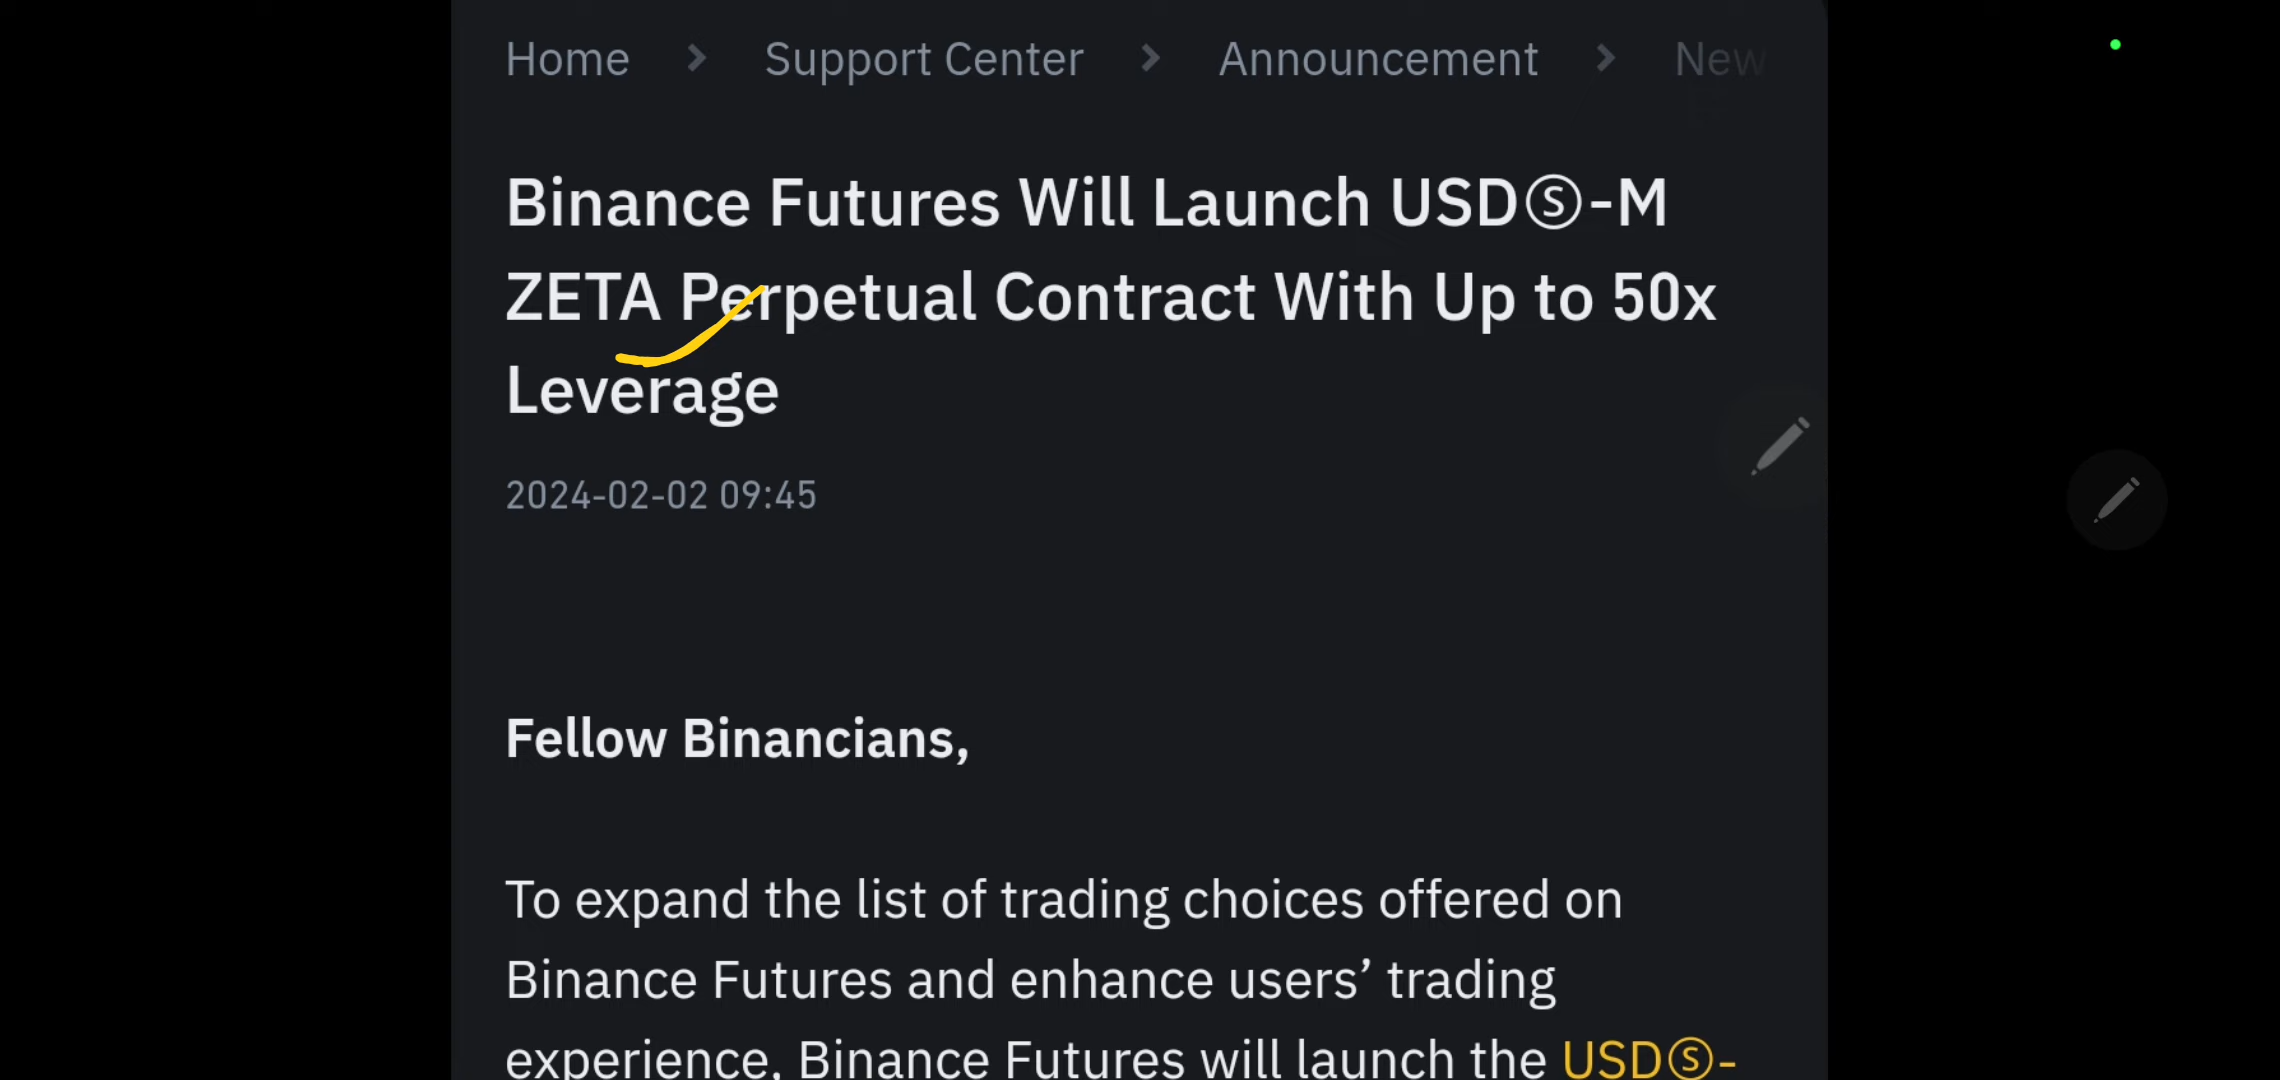 Home > Support Center > Announcement > New
Binance Futures Will Launch USDⓈ-M
ZETA Perpetual Contract With Up to 50x
Leverage
2024-02-02 09:45
Fellow Binancians,
To expand the list of trading choices offered on
Binance Futures and enhance users’ trading
experience, Binance Futures will launch the USDⓈ-